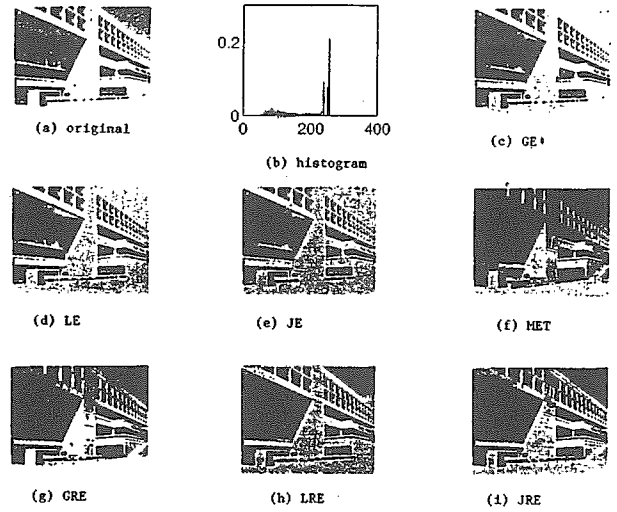 0.2
0
0
200
400
(a) original
(b) histogram
(c) GE
(d) LE
(e) JE
(f) MET
(g) GRE
(h) LRE
(i) JRE